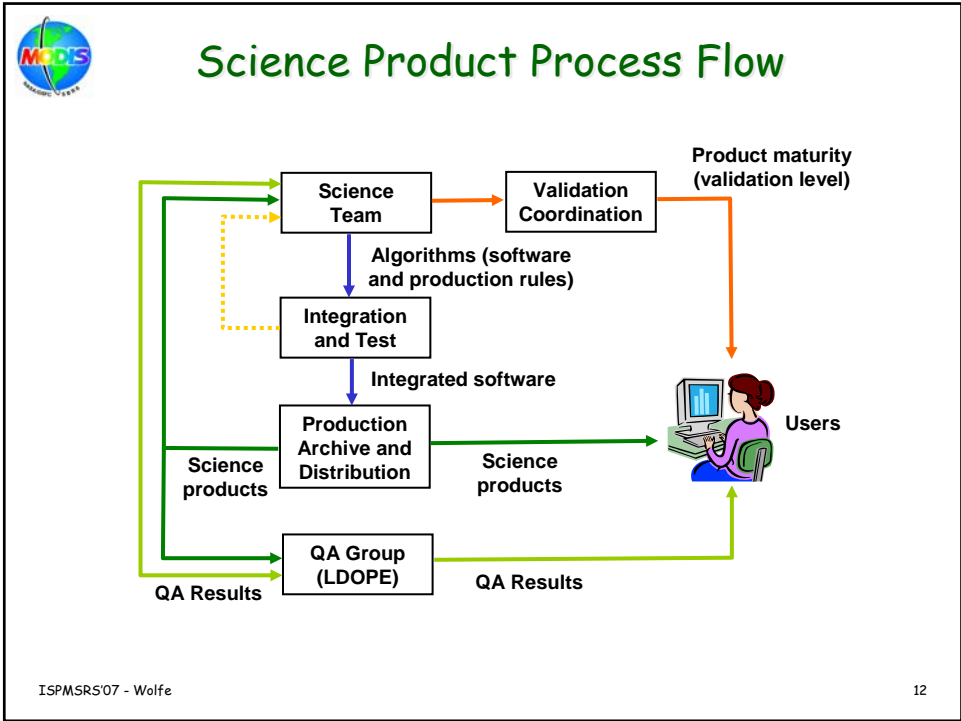 MODIS
Science Product Process Flow
Product maturity
(validation level)
Science
Team
Validation
Coordination
Algorithms (software
and production rules)
Integration
and Test
Integrated software
Production
Archive and
Distribution
Users
Science
products
Science
products
QA Group
(LDOPE)
QA Results
QA Results
ISPMSRS'07 - Wolfe
12